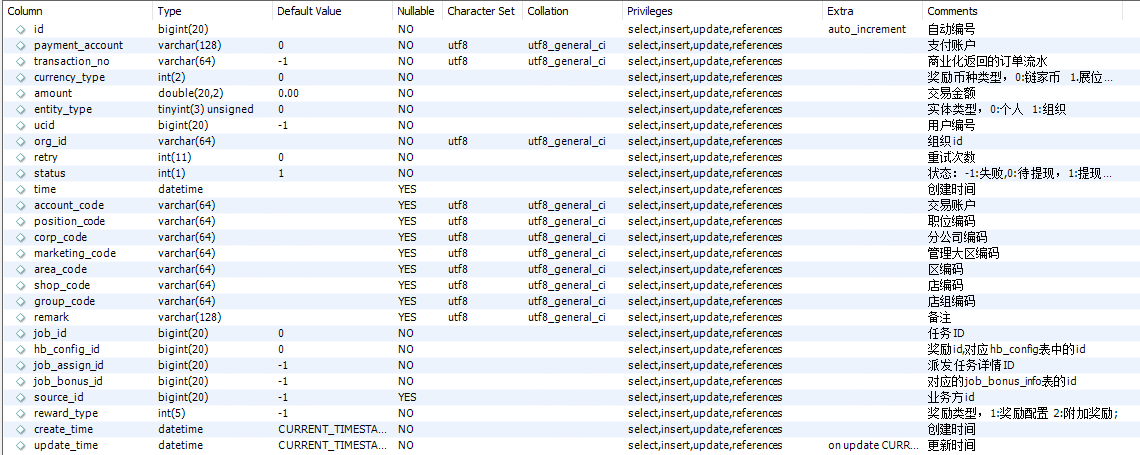 Column Type Default Value Nullable Character Set Collation Privileges Extra Comments
id bigint(20) NO select,insert,update,references auto_increment 自动编号
payment_account varchar(128) 0 NO utf8 utf8_general_ci select,insert,update,references 支付账户
transaction_no varchar(64) -1 NO utf8 utf8_general_ci select,insert,update,references 商业化返回的订单流水
currency_type int(2) 0 NO select,insert,update,references 奖励币种类型，0:链家币 1.展位...
amount double(20,2) 0.00 NO select,insert,update,references 交易金额
entity_type tinyint(3) unsigned 0 NO select,insert,update,references 实体类型，0:个人 1:组织
ucid bigint(20) -1 NO select,insert,update,references 用户编号
org_id varchar(64) NO utf8 utf8_general_ci select,insert,update,references 组织id
retry int(11) 0 NO select,insert,update,references 重试次数
status int(1) 1 NO select,insert,update,references 状态：-1:失败,0:待提现，1:提现...
time datetime YES select,insert,update,references 创建时间
account_code varchar(64) YES utf8 utf8_general_ci select,insert,update,references 交易账户
position_code varchar(64) YES utf8 utf8_general_ci select,insert,update,references 职位编码
corp_code varchar(64) YES utf8 utf8_general_ci select,insert,update,references 分公司编码
marketing_code varchar(64) YES utf8 utf8_general_ci select,insert,update,references 管理大区编码
area_code varchar(64) YES utf8 utf8_general_ci select,insert,update,references 区编码
shop_code varchar(64) YES utf8 utf8_general_ci select,insert,update,references 店编码
group_code varchar(64) YES utf8 utf8_general_ci select,insert,update,references 店组编码
remark varchar(128) YES utf8 utf8_general_ci select,insert,update,references 备注
job_id bigint(20) 0 NO select,insert,update,references 任务ID
hb_config_id bigint(20) 0 NO select,insert,update,references 奖励id,对应hb_config表中的id
job_assign_id bigint(20) -1 NO select,insert,update,references 派发任务详情ID
job_bonus_id bigint(20) -1 NO select,insert,update,references 对应的job_bonus_info表的id
source_id bigint(20) -1 YES select,insert,update,references 业务方id
reward_type int(5) -1 NO select,insert,update,references 奖励类型，1:奖励配置 2:附加奖励;
create_time datetime CURRENT_TIMESTA... NO select,insert,update,references 创建时间
update_time datetime CURRENT_TIMESTA... NO select,insert,update,references on update CURR... 更新时间